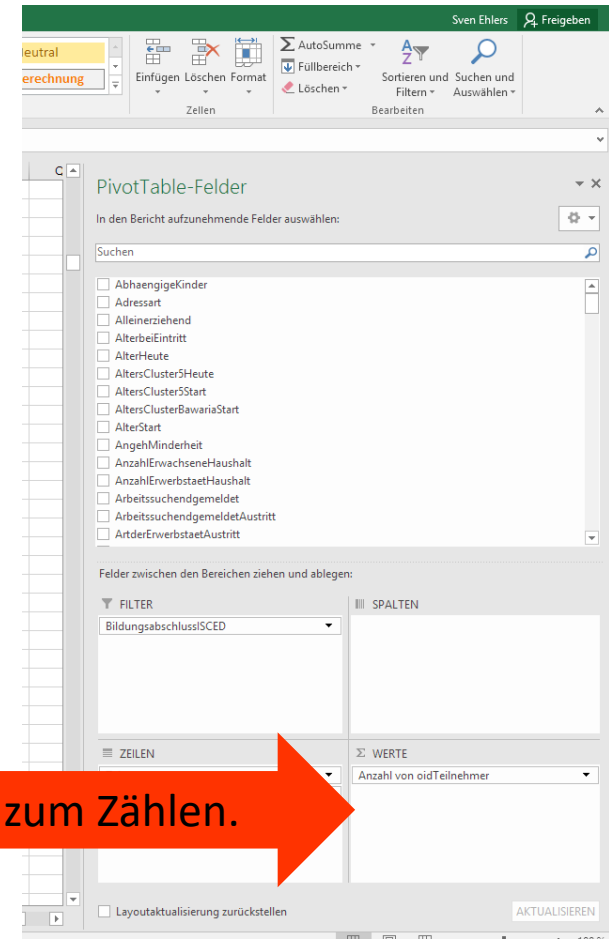 Sven Ehlers Freigeben
leutral
erechnung
Einfügen Löschen Format
Zellen
AutoSumme
Füllbereich
Löschen
Sortieren und Filtern
Suchen und Auswählen
Bearbeiten
PivotTable-Felder
In den Bericht aufzunehmende Felder auswählen:
Suchen
AbhaengigeKinder
Adressart
Alleinerziehend
AlterbeiEintritt
AlterHeute
AltersCluster5Heute
AltersCluster5Start
AltersClusterBawariaStart
AlterStart
AngehMinderheit
AnzahlErwachseneHaushalt
AnzahlErwerbstaetHaushalt
Arbeitssuchendgemeldet
ArbeitssuchendgemeldetAustritt
ArtderErwerbstaetAustritt
Felder zwischen den Bereichen ziehen und ablegen:
FILTER
BildungsabschlussISCED
SPALTEN
ZEILEN
Σ WERTE
Anzahl von oidTeilnehmer
zum Zählen.
Layoutaktualisierung zurückstellen
AKTUALISIEREN